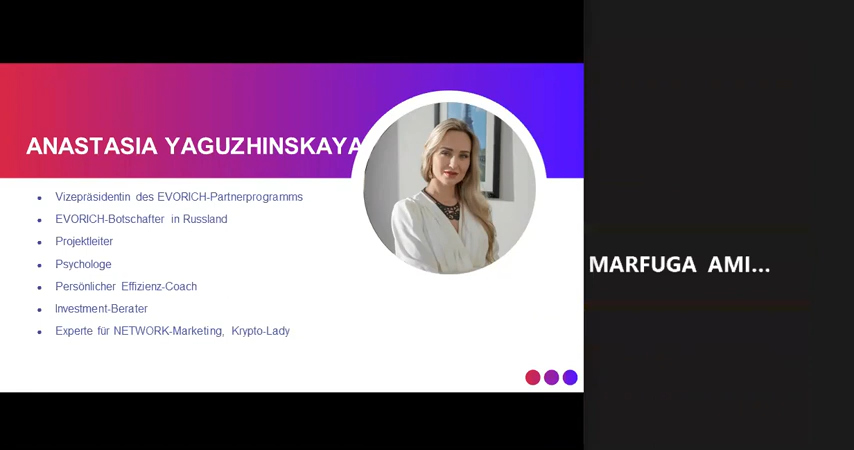 ANASTASIA YAGUZHINSKAYA
• Vizepräsidentin des EVORICH-Partnerprogramms
• EVORICH-Botschafter in Russland
• Projektleiter
• Psychologe
• Persönlicher Effizienz-Coach
• Investment-Berater
• Experte für NETWORK-Marketing, Krypto-Lady
MARFUGA AMI...